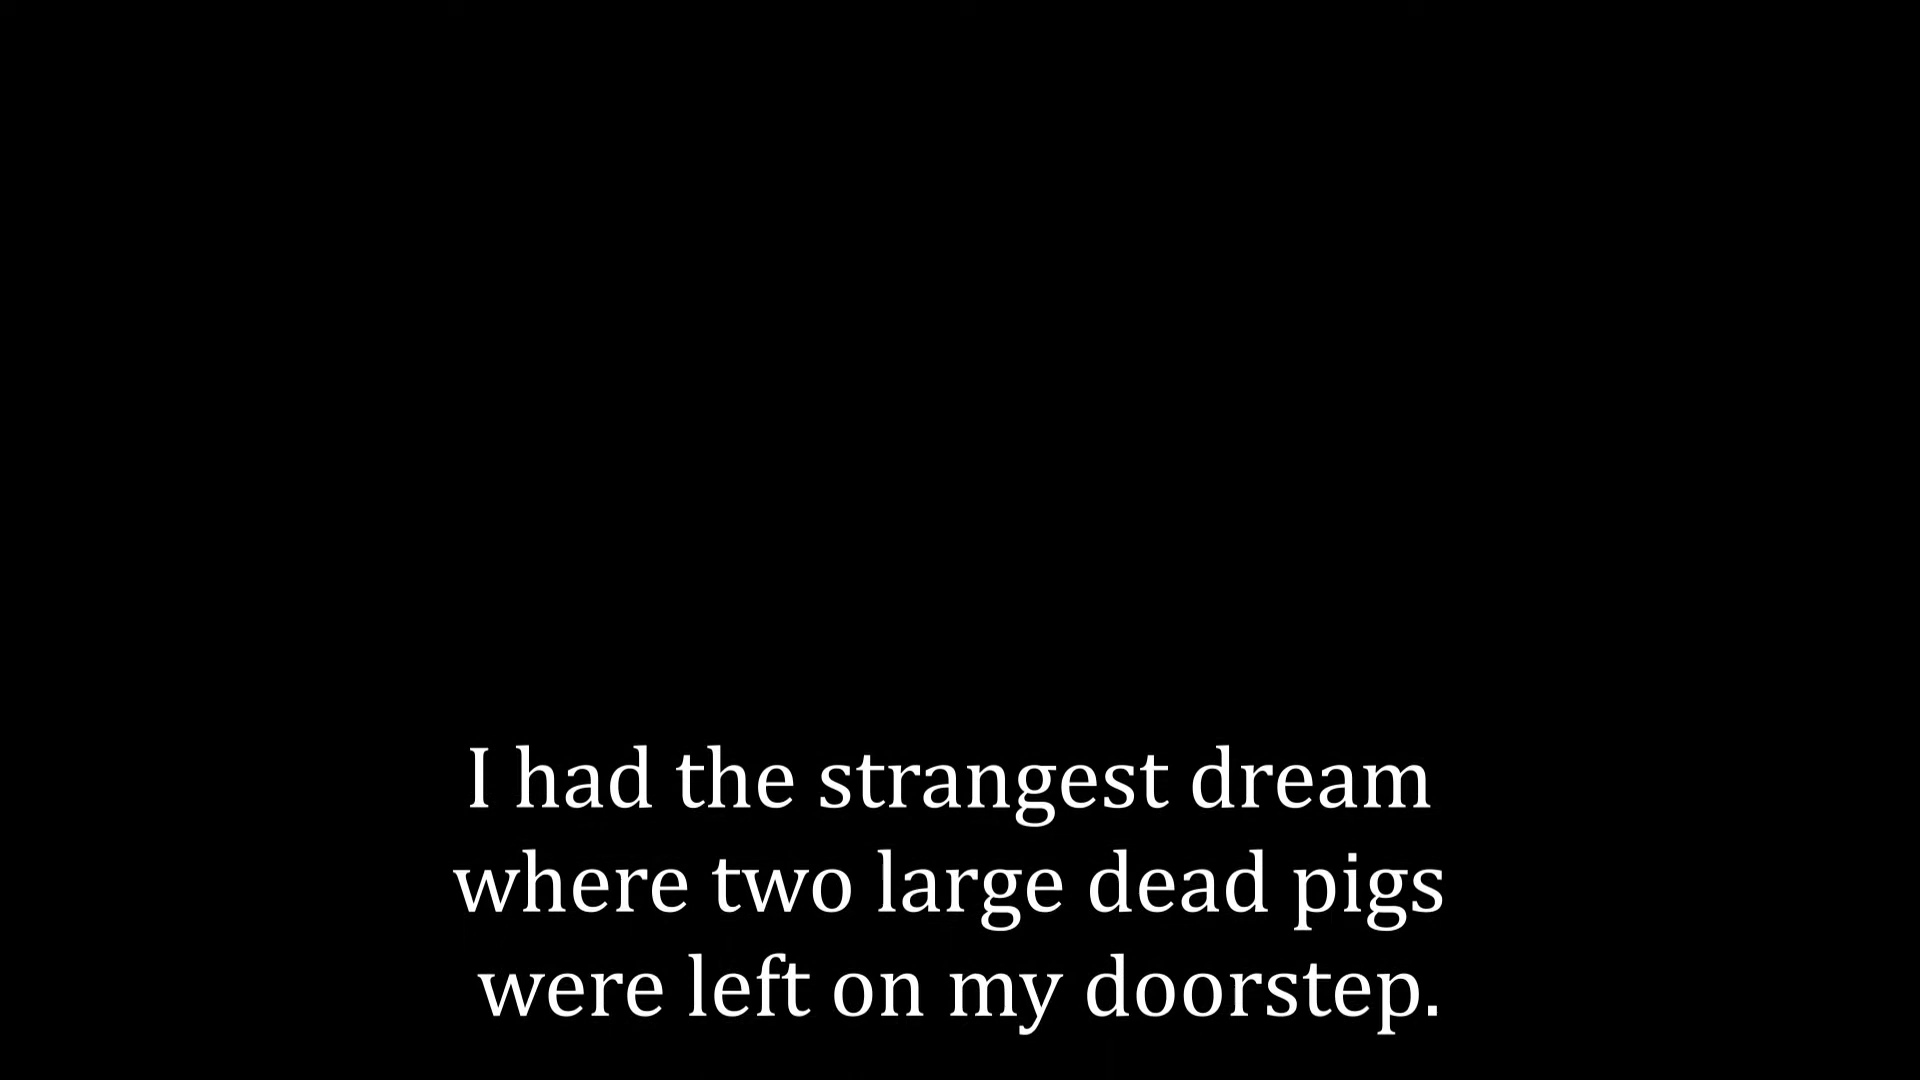 I had the strangest dream
where two large dead pigs
were left on my doorstep.